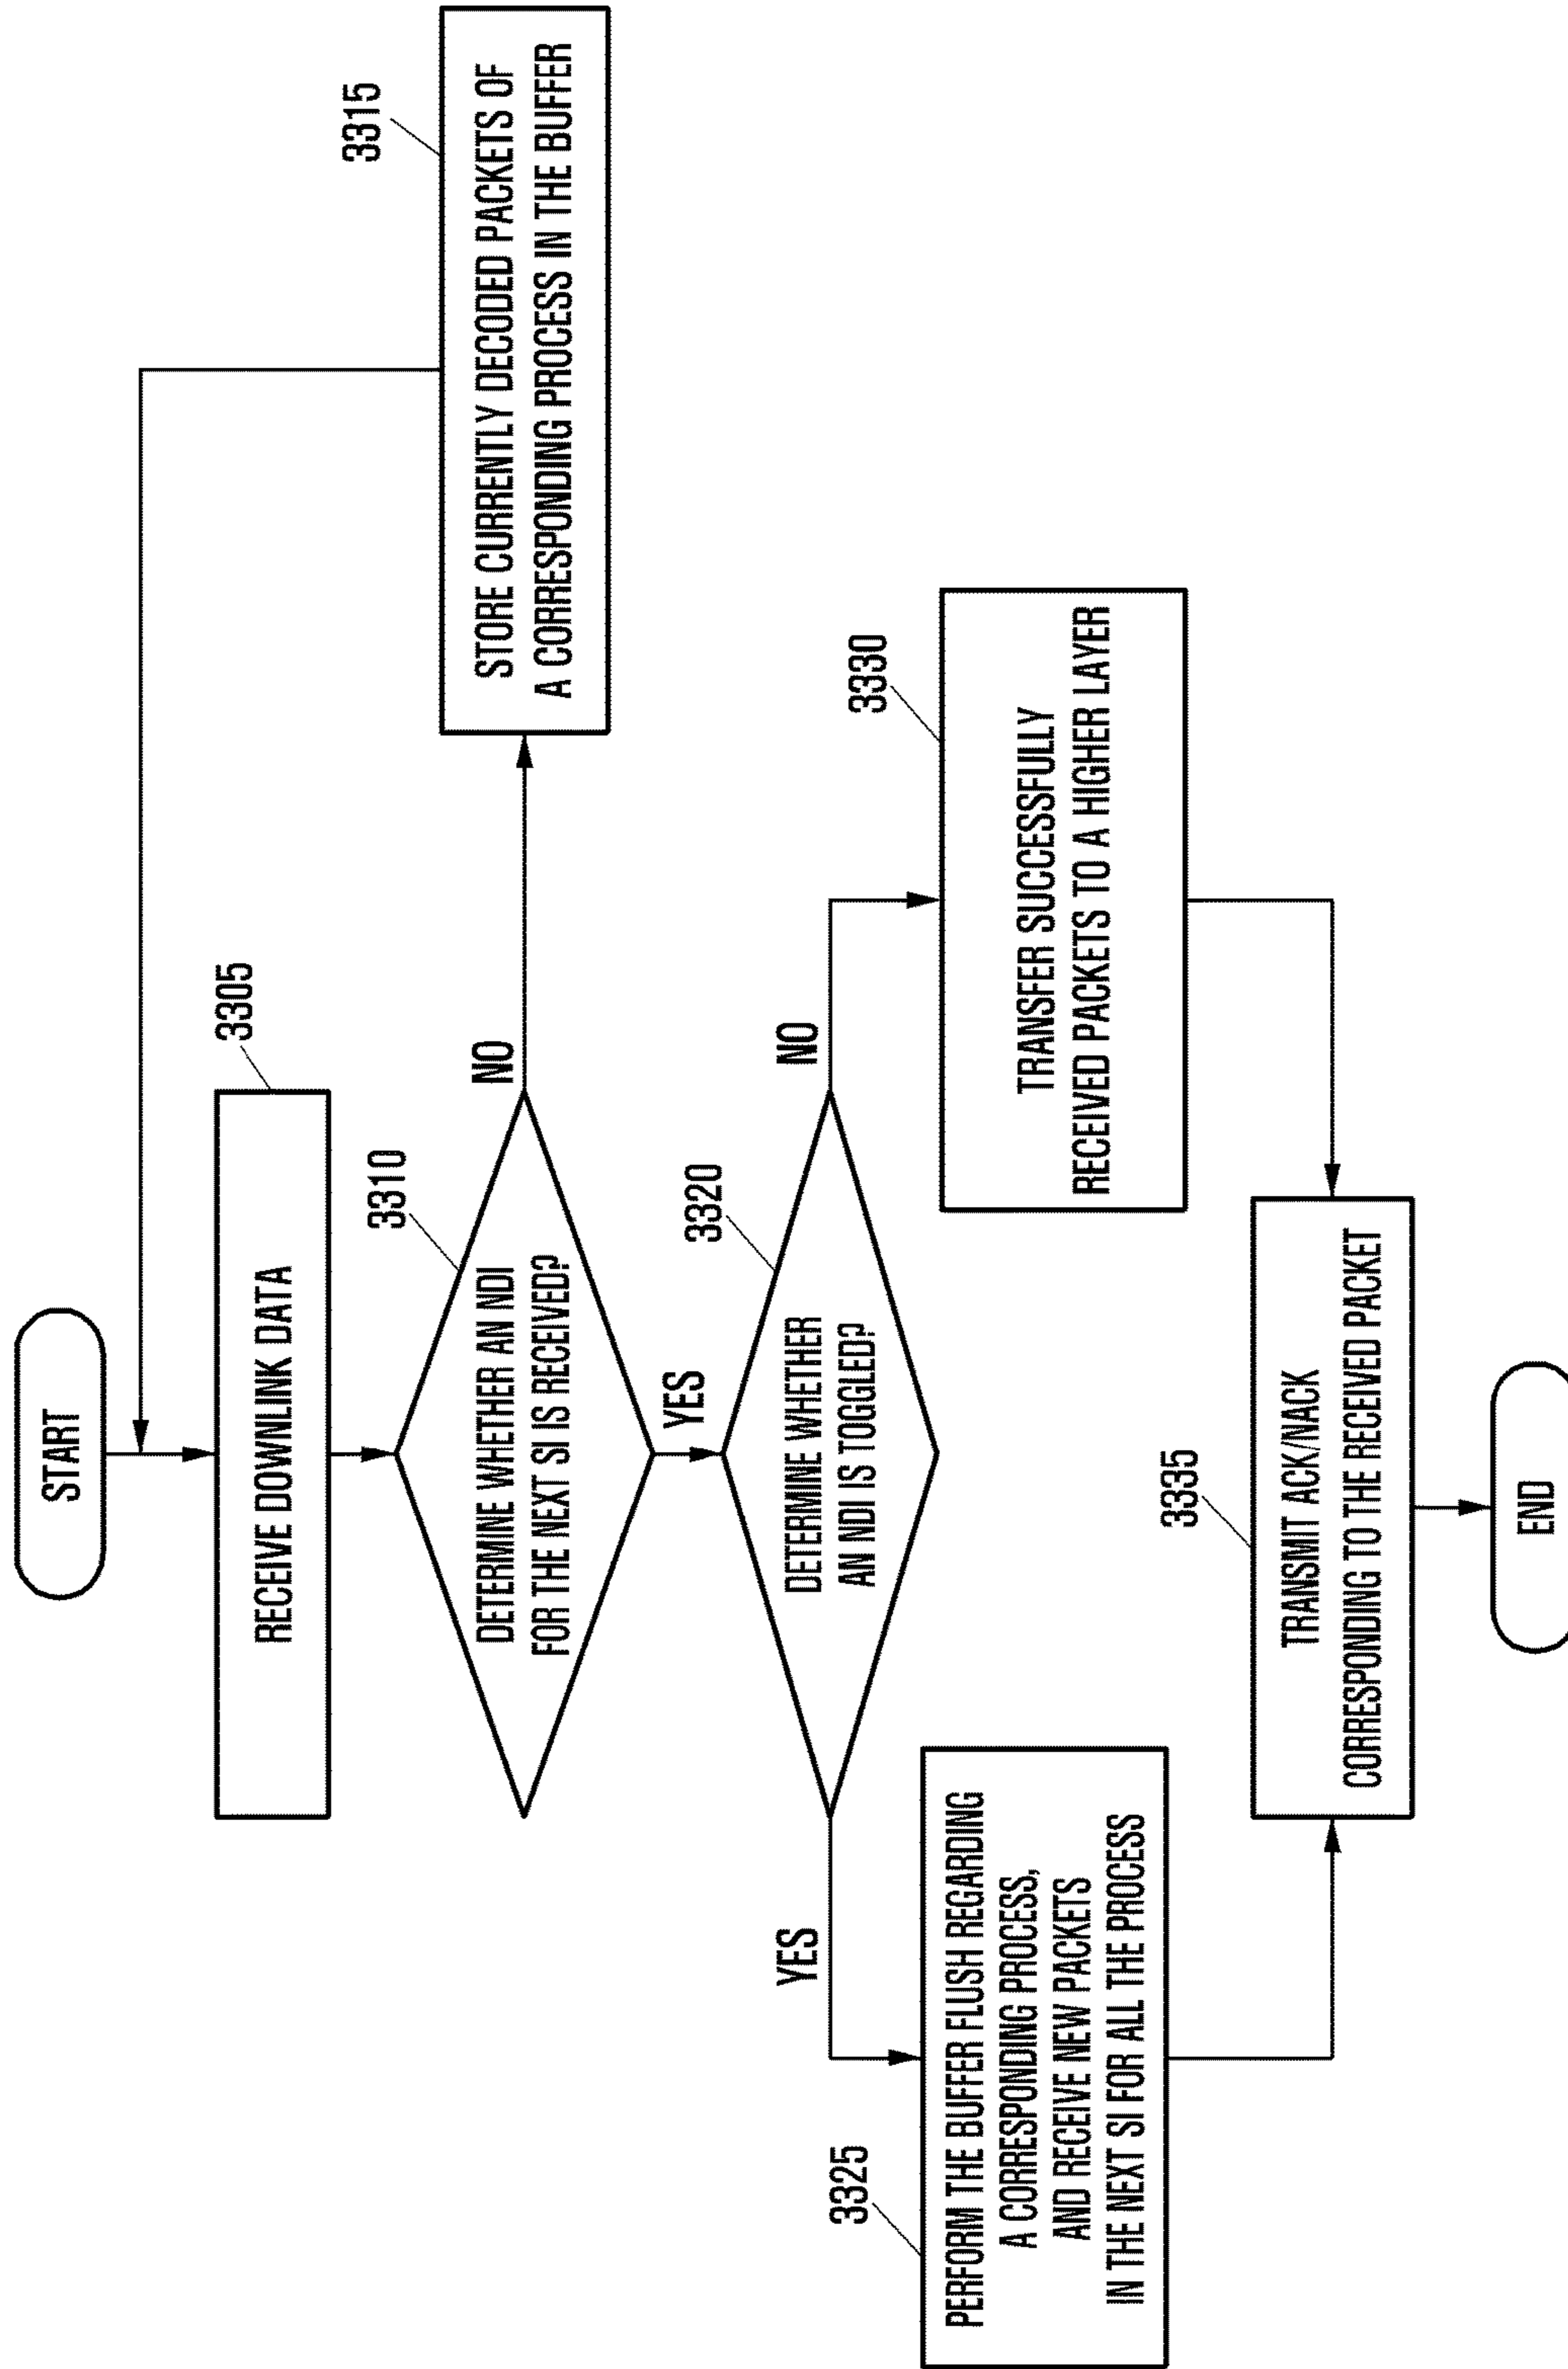 START
3305
RECEIVE DOWNLINK DATA
3310
DETERMINE WHETHER AN NDI
FOR THE NEXT SI IS RECEIVED?
NO
3315
STORE CURRENTLY DECODED PACKETS OF
A CORRESPONDING PROCESS IN THE BUFFER
YES
3320
DETERMINE WHETHER
AN NDI IS TOGGLED?
YES
NO
3325
PERFORM THE BUFFER FLUSH REGARDING
A CORRESPONDING PROCESS,
AND RECEIVE NEW PACKETS
IN THE NEXT SI FOR ALL THE PROCESS
3330
TRANSFER SUCCESSFULLY
RECEIVED PACKETS TO A HIGHER LAYER
3335
TRANSMIT ACK/NACK
CORRESPONDING TO THE RECEIVED PACKET
END